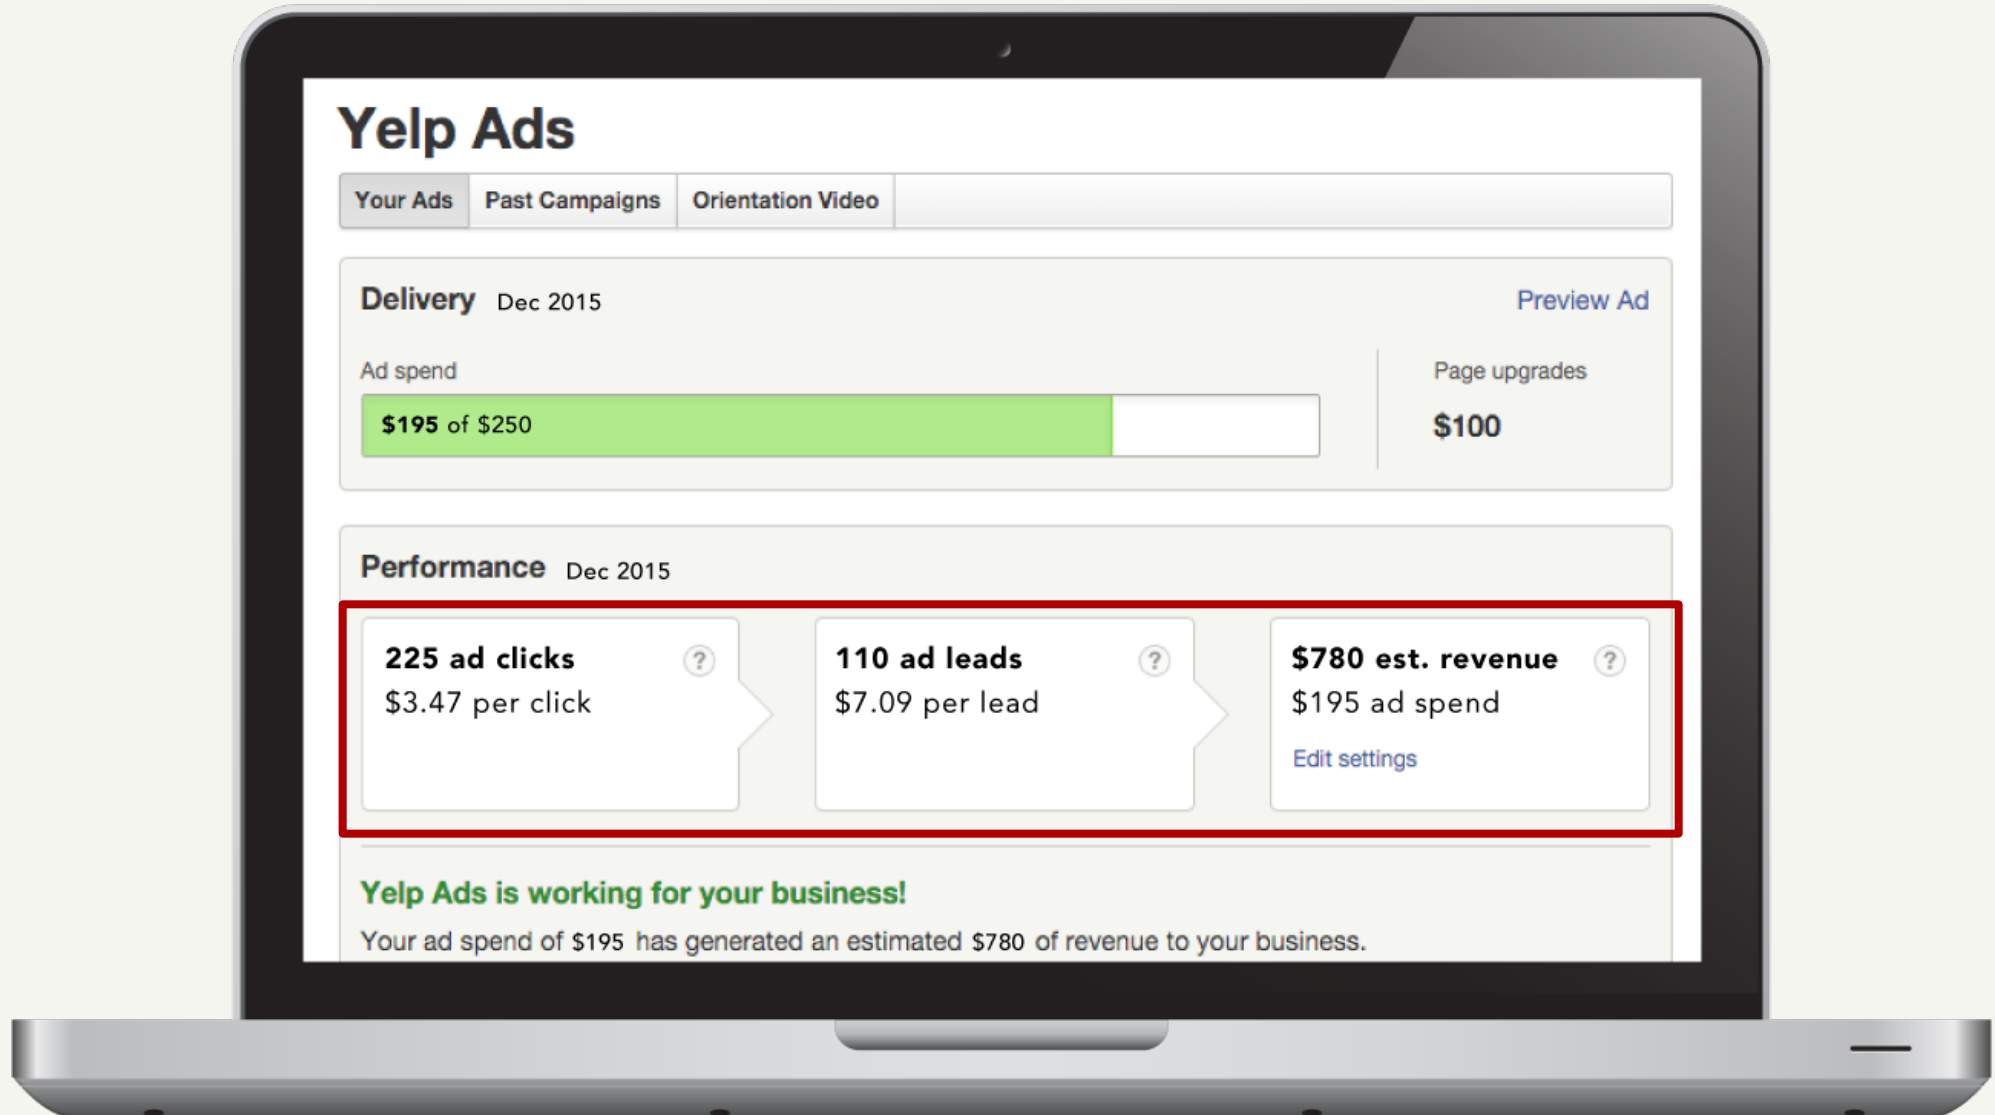 Yelp Ads
Your Ads Past Campaigns Orientation Video
Delivery Dec 2015 Preview Ad
Ad spend Page upgrades
$195 of $250 $100
Performance Dec 2015
225 ad clicks ? 110 ad leads ? $780 est. revenue ?
$3.47 per click $7.09 per lead $195 ad spend
Edit settings
Yelp Ads is working for your business!
Your ad spend of $195 has generated an estimated $780 of revenue to your business.